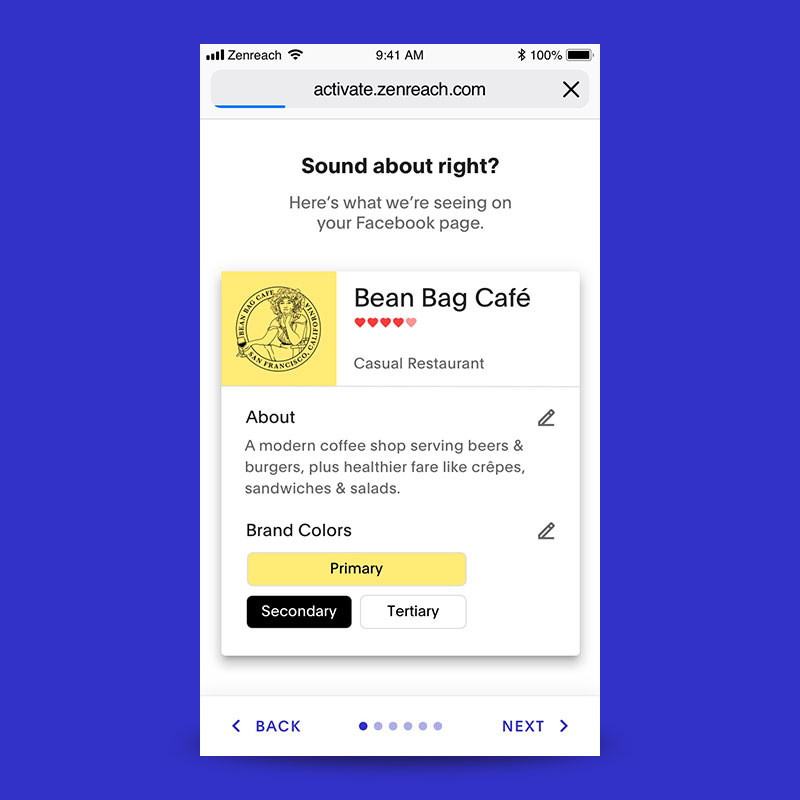 Zenreach 9:41 AM 100%
activate.zenreach.com
Sound about right?
Here’s what we’re seeing on
your Facebook page.
BEAN BAG CAFE
SAN FRANCISCO, CALIF
Bean Bag Café
Casual Restaurant
About
A modern coffee shop serving beers &
burgers, plus healthier fare like crêpes,
sandwiches & salads.
Brand Colors
Primary
Secondary Tertiary
BACK NEXT